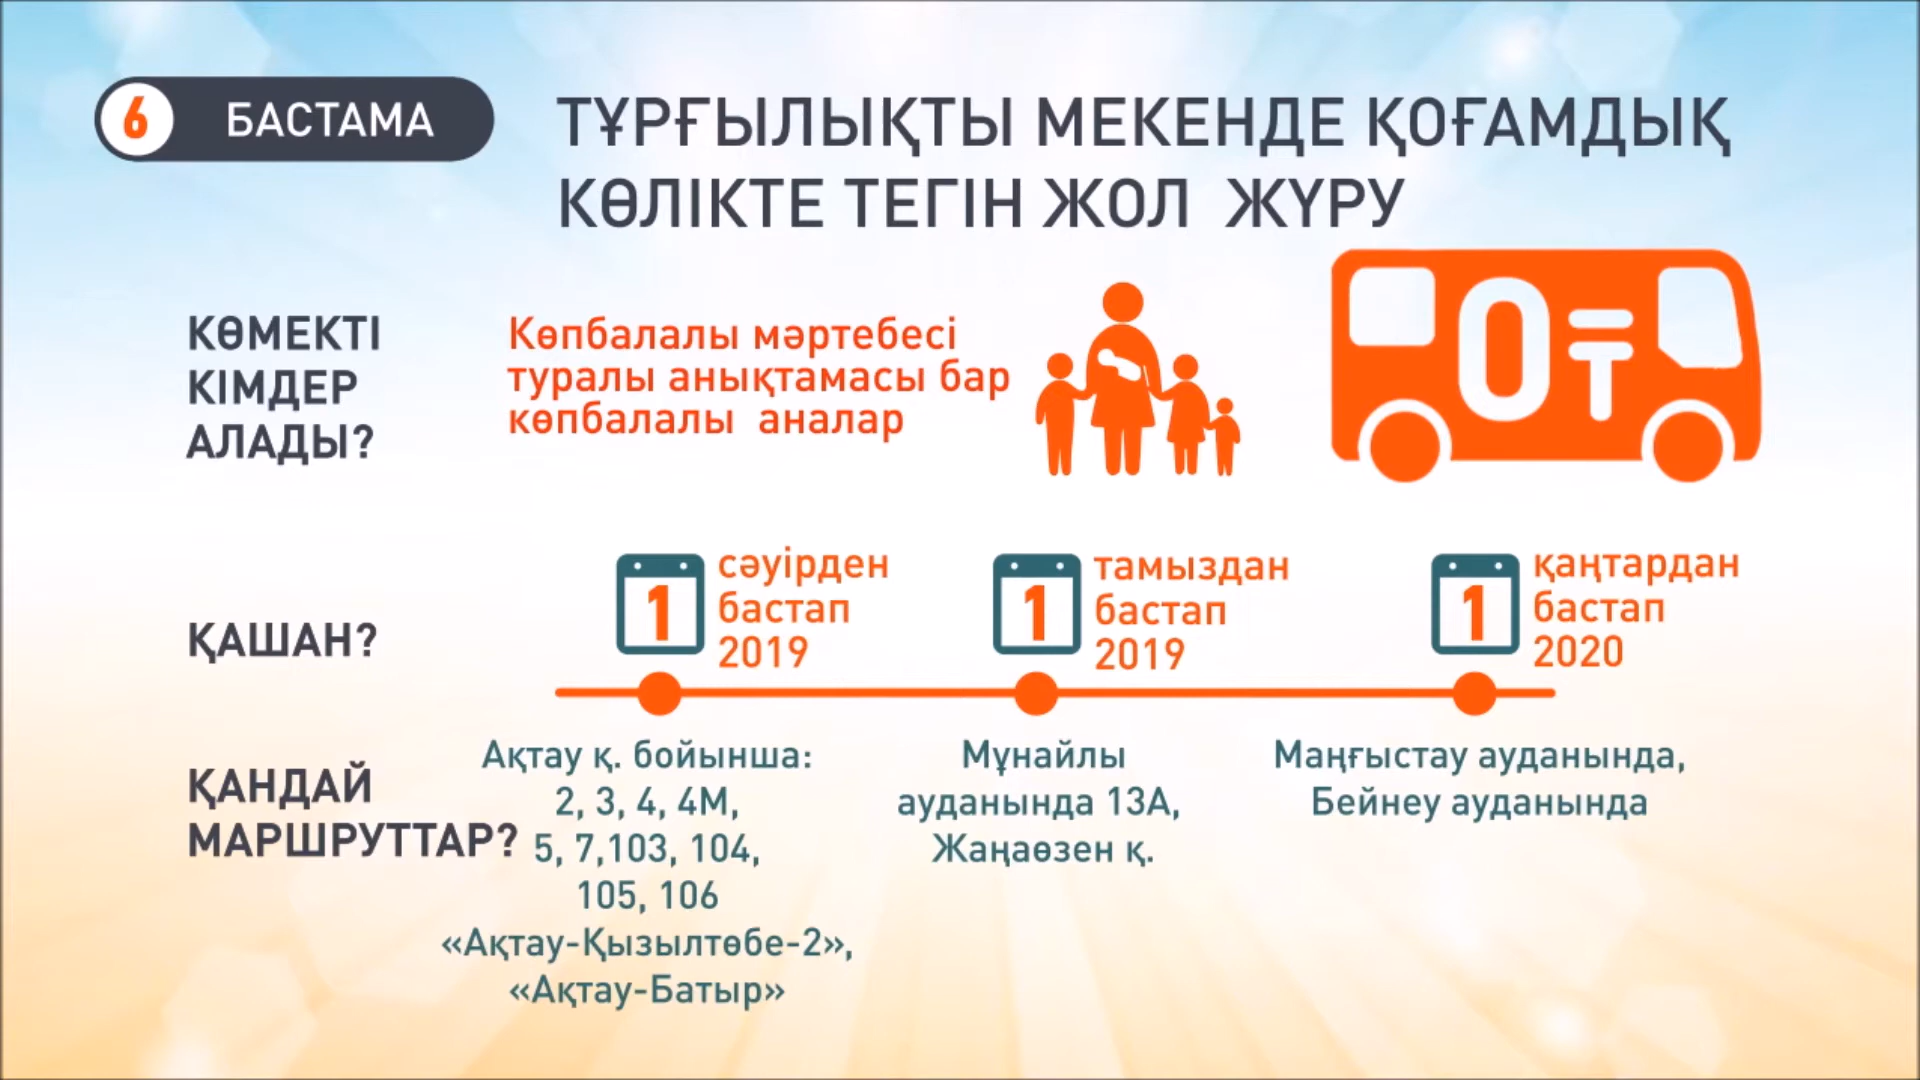 6 БАСТАМА
ТҰРҒЫЛЫҚТЫ МЕКЕНДЕ ҚОҒАМДЫҚ
КӨЛІКТЕ ТЕГІН ЖОЛ ЖҮРУ
КӨМЕКТІ
КІМДЕР
АЛАДЫ?
Көпбалалы мәртебесі
туралы анықтамасы бар
көпбалалы аналар
0₸
ҚАШАН?
1
сәуірден
бастап
2019
1
тамыздан
бастап
2019
1
қаңтардан
бастап
2020
ҚАНДАЙ
МАРШРУТТАР?
Ақтау қ. бойынша:
2, 3, 4, 4М,
5, 7,103, 104,
105, 106
«Ақтау-Қызылтөбе-2»,
«Ақтау-Батыр»
Мұнайлы
ауданында 13А,
Жаңаөзен қ.
Маңғыстау ауданында,
Бейнеу ауданында